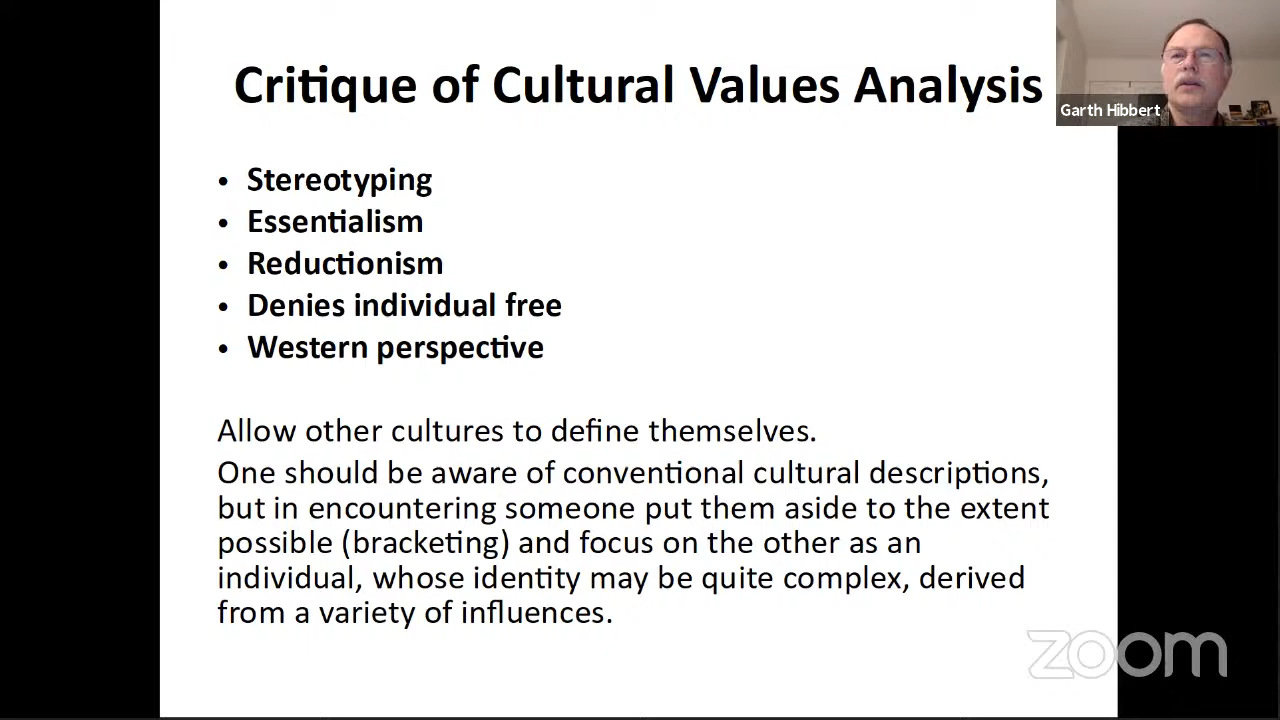 Critique of Cultural Values Analysis
Garth Hibbert
• Stereotyping
• Essentialism
• Reductionism
• Denies individual free
• Western perspective
Allow other cultures to define themselves.
One should be aware of conventional cultural descriptions,
but in encountering someone put them aside to the extent
possible (bracketing) and focus on the other as an
individual, whose identity may be quite complex, derived
from a variety of influences.
zoom